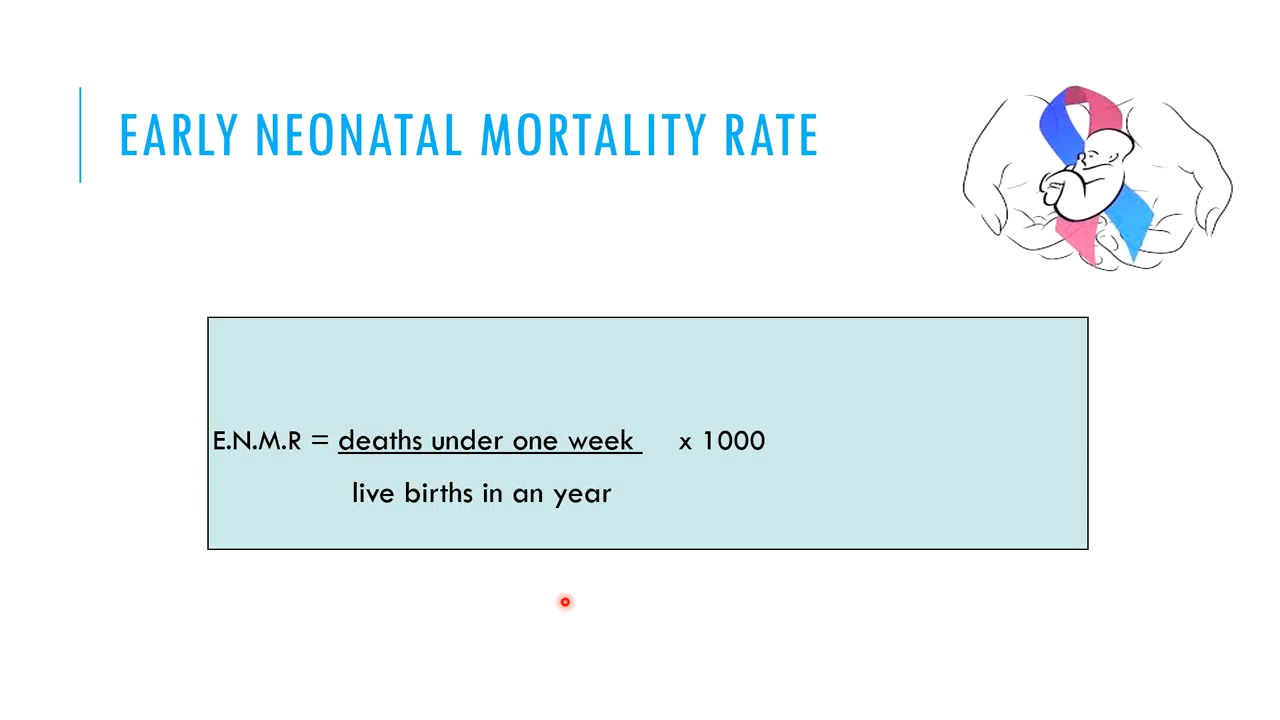 EARLY NEONATAL MORTALITY RATE
E.N.M.R = deaths under one week x 1000
live births in an year